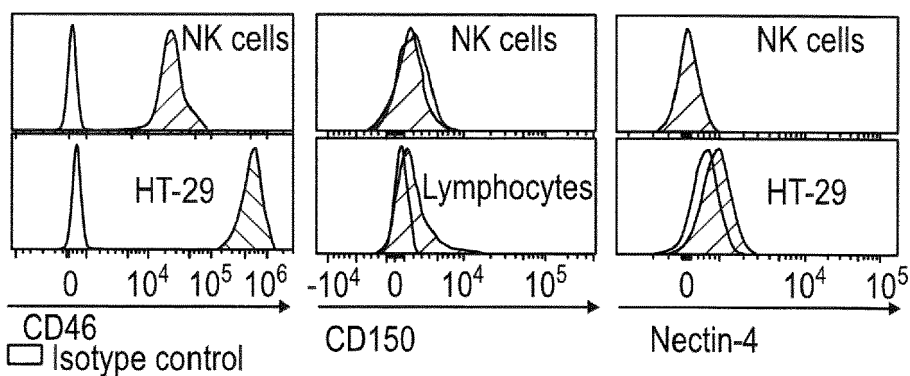 NK cells
NK cells
NK cells
HT-29
Lymphocytes
HT-29
0 10⁴ 10⁵ 10⁶
-10⁴ 0 10⁴ 10⁵
0 10⁴ 10⁵
CD46
CD150
Nectin-4
Isotype control